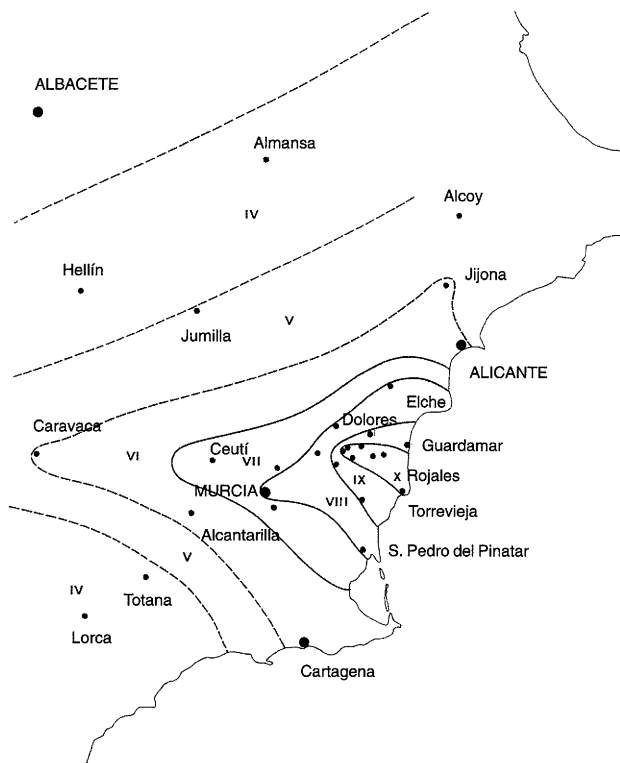 ALBACETE
Almansa
Alcoy
IV
Hellín
Jijona
V
Jumilla
ALICANTE
Elche
Dolores
Caravaca
Guardamar
VI
Ceutí
VII
IX
X
Rojales
MURCIA
VIII
Torrevieja
Alcantarilla
S. Pedro del Pinatar
V
IV
Totana
Lorca
Cartagena